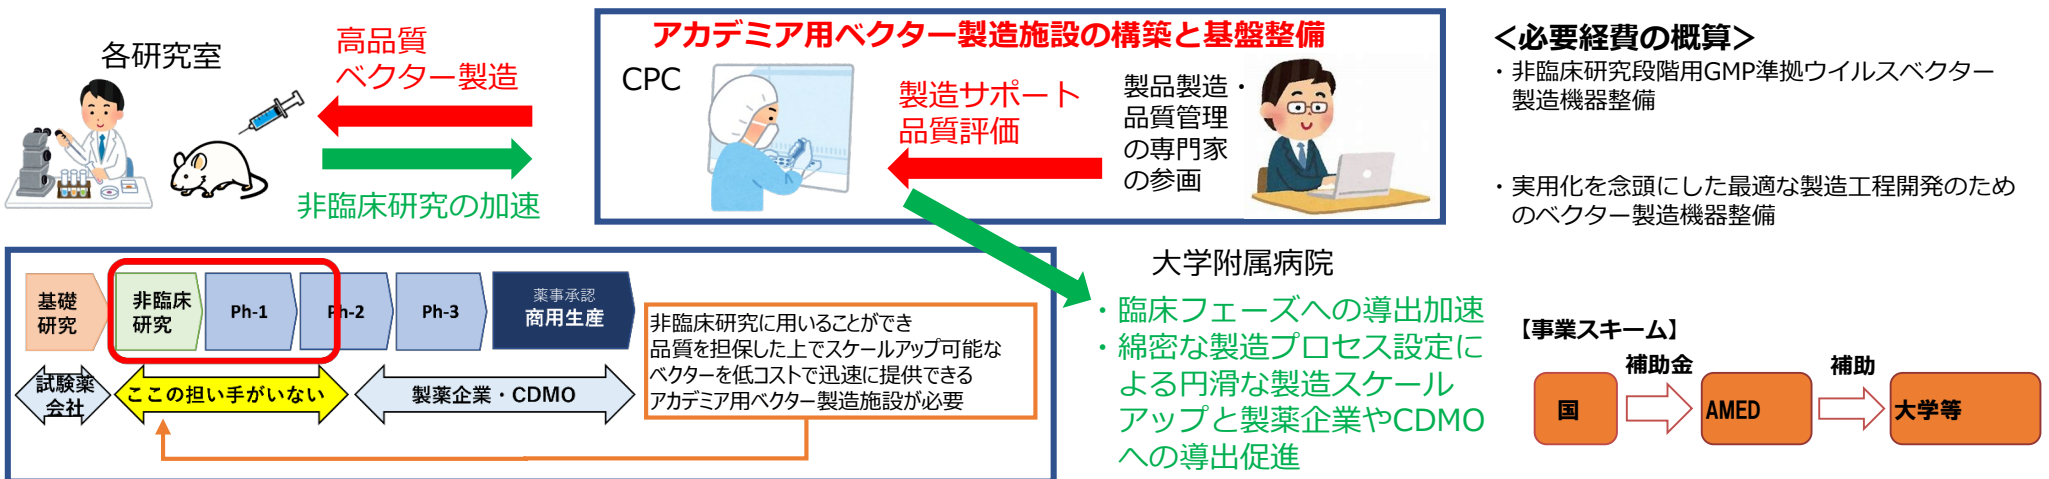 各研究室
高品質
ベクター製造
非臨床研究の加速
アカデミア用ベクター製造施設の構築と基盤整備
CPC
製造サポート
品質評価
製品製造・
品質管理
の専門家
の参画
＜必要経費の概算＞
・非臨床研究段階用GMP準拠ウイルスベクター
製造機器整備
・実用化を念頭にした最適な製造工程開発のため
のベクター製造機器整備
基礎
研究
非臨床
研究
Ph-1
Ph-2
Ph-3
薬事承認
商用生産
試験薬
会社
ここの担い手がいない
製薬企業・CDMO
非臨床研究に用いることができ
品質を担保した上でスケールアップ可能な
ベクターを低コストで迅速に提供できる
アカデミア用ベクター製造施設が必要
大学附属病院
・臨床フェーズへの導出加速
・綿密な製造プロセス設定に
よる円滑な製造スケール
アップと製薬企業やCDMO
への導出促進
【事業スキーム】
補助金
補助
国
AMED
大学等